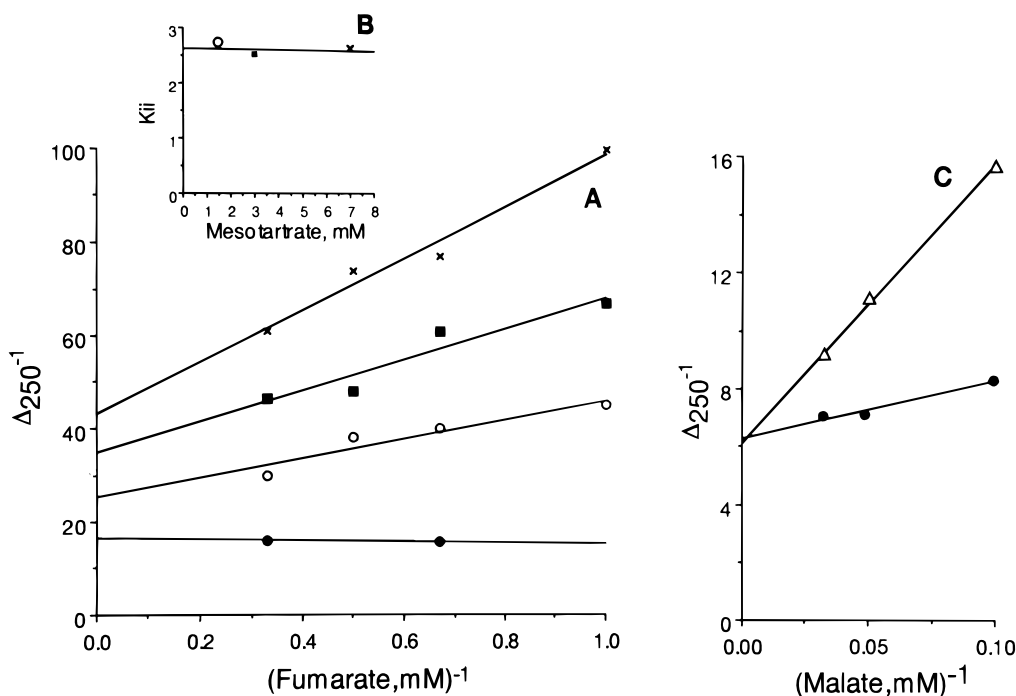 B
3
2
1
0
Kii
0 1 2 3 4 5 6 7 8
Mesotartrate, mM
A
100
80
60
40
20
0
Δ250⁻¹
0.0 0.2 0.4 0.6 0.8 1.0
(Fumarate,mM)⁻¹
C
16
12
8
4
0
Δ250⁻¹
0.00 0.05 0.10
(Malate,mM)⁻¹